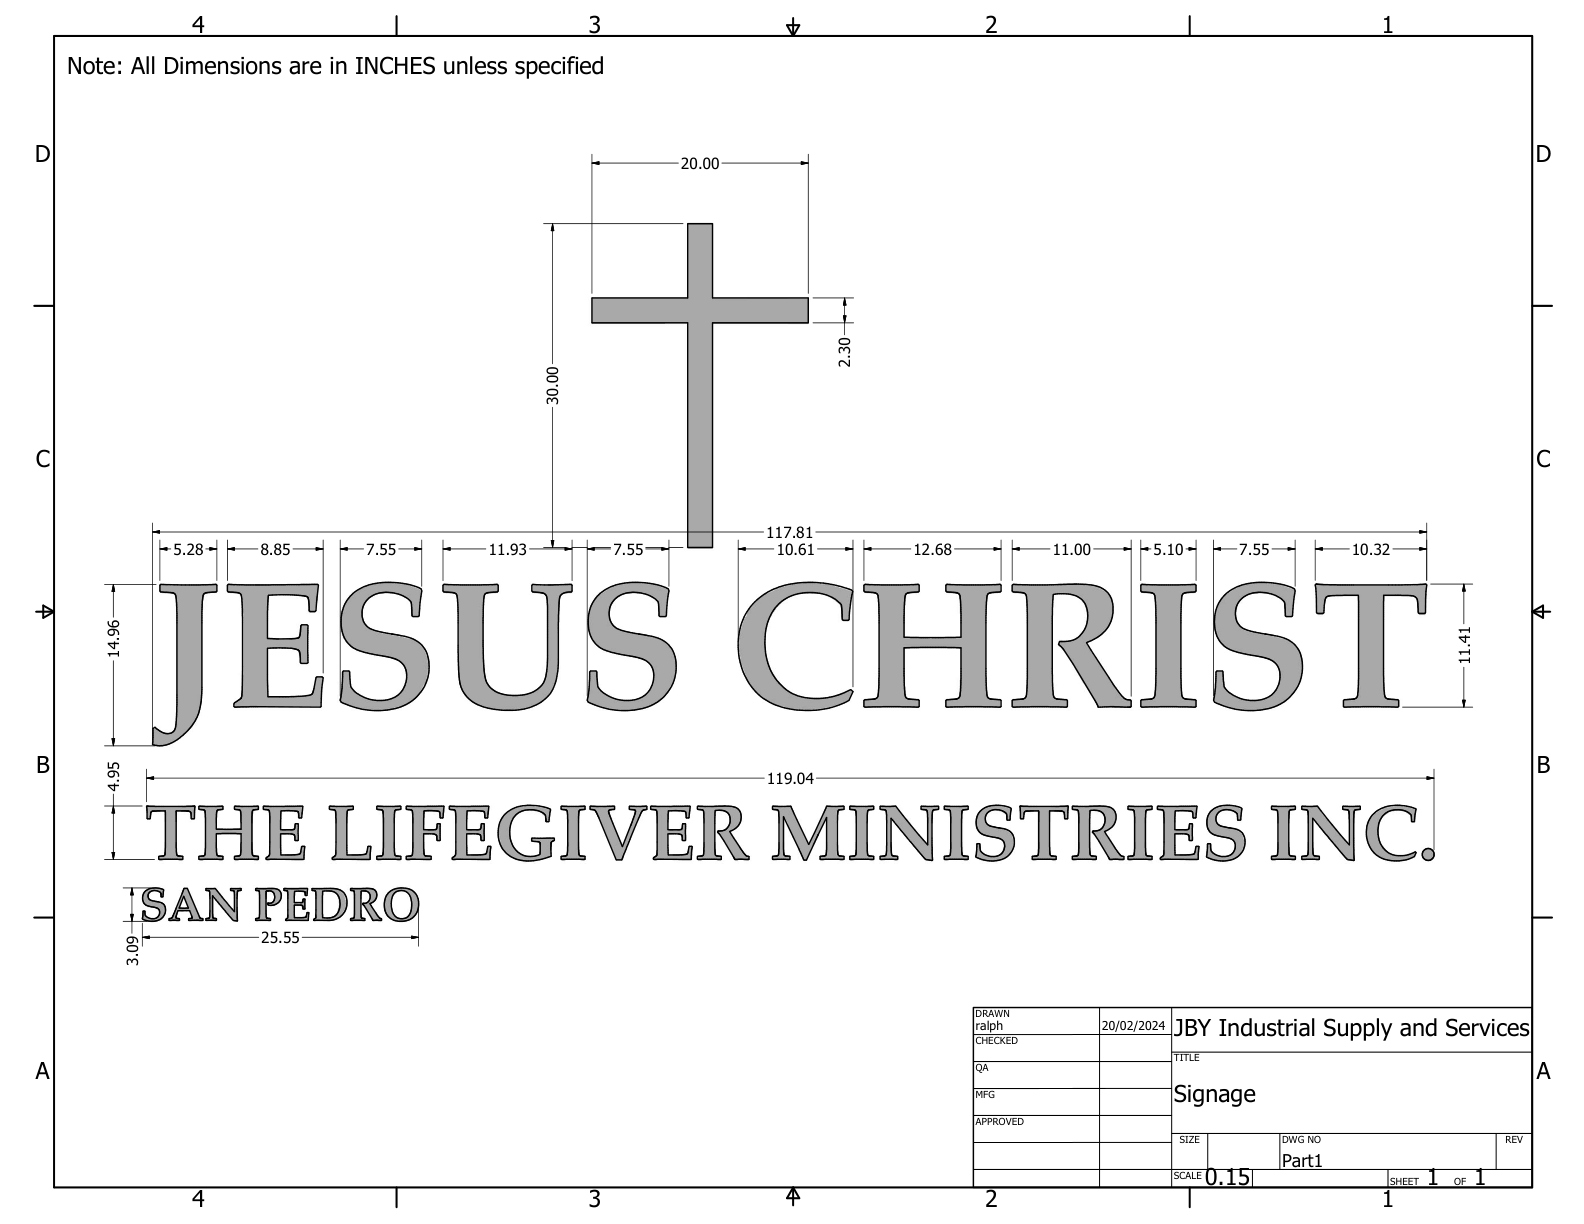 4 3 2 1
Note: All Dimensions are in INCHES unless specified
D D
20.00
2.30
30.00
C C
117.81
5.28 8.85 7.55 11.93 7.55 10.61 12.68 11.00 5.10 7.55 10.32
JESUS CHRIST
14.96
11.41
B B
119.04
4.95
THE LIFEGIVER MINISTRIES INC.
SAN PEDRO
3.09
25.55
DRAWN
ralph 20/02/2024
CHECKED
QA
MFG
APPROVED
JBY Industrial Supply and Services
TITLE
Signage
SIZE DWG NO REV
Part1
SCALE 0.15 SHEET 1 OF 1
A A
4 3 2 1